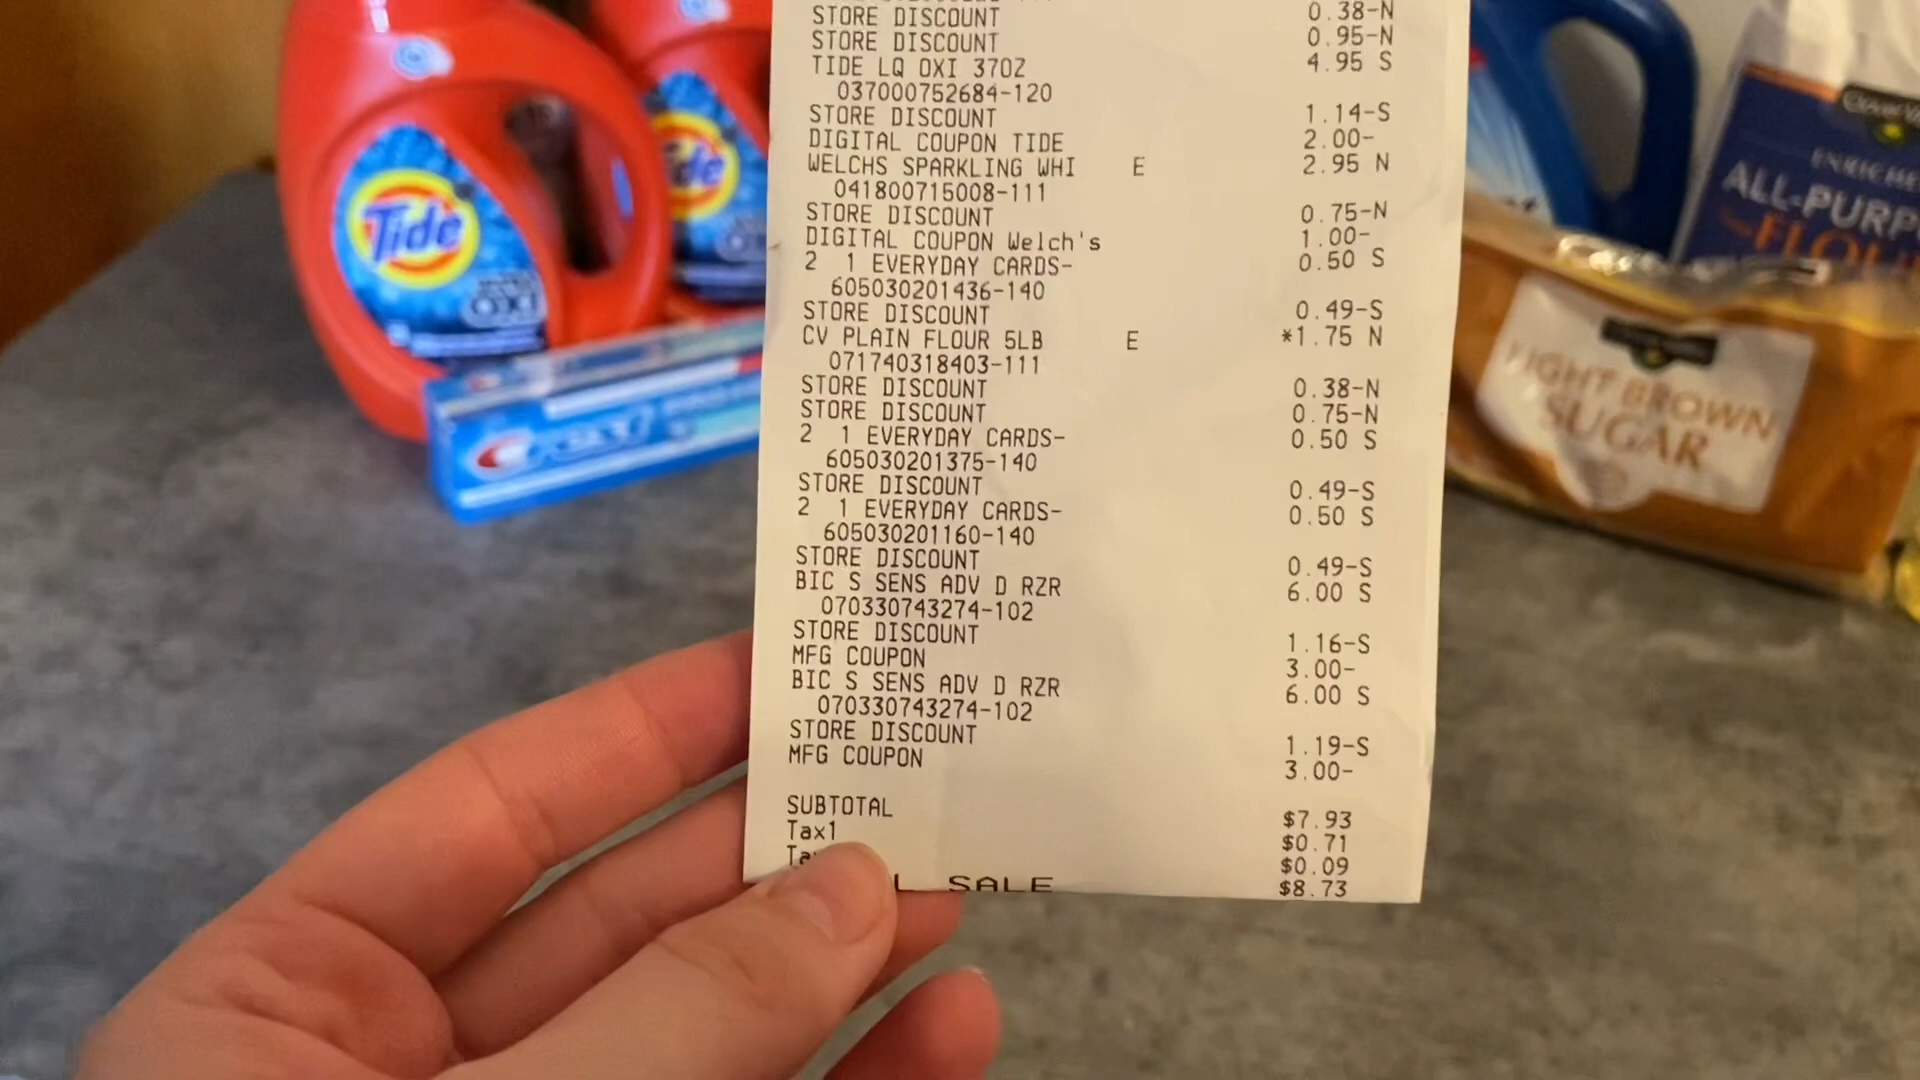 STORE DISCOUNT 0.38-N
STORE DISCOUNT 0.95-N
TIDE LQ OXI 37OZ 4.95 S
037000752684-120
STORE DISCOUNT 1.14-S
DIGITAL COUPON TIDE 2.00-
WELCHS SPARKLING WHI E 2.95 N
041800715008-111
STORE DISCOUNT 0.75-N
DIGITAL COUPON Welch's 1.00-
2 1 EVERYDAY CARDS- 0.50 S
605030201436-140
STORE DISCOUNT 0.49-S
CV PLAIN FLOUR 5LB E *1.75 N
071740318403-111
STORE DISCOUNT 0.38-N
STORE DISCOUNT 0.75-N
2 1 EVERYDAY CARDS- 0.50 S
605030201375-140
STORE DISCOUNT 0.49-S
2 1 EVERYDAY CARDS- 0.50 S
605030201160-140
STORE DISCOUNT 0.49-S
BIC S SENS ADV D RZR 6.00 S
070330743274-102
STORE DISCOUNT 1.16-S
MFG COUPON 3.00-
BIC S SENS ADV D RZR 6.00 S
070330743274-102
STORE DISCOUNT 1.19-S
MFG COUPON 3.00-
SUBTOTAL $7.93
Tax1 $0.71
$0.09
SALE $8.73
Tide
OXI
Crest
Clover Valley
ENRICHED
ALL-PURP
FLOU
LIGHT BROWN
SUGAR